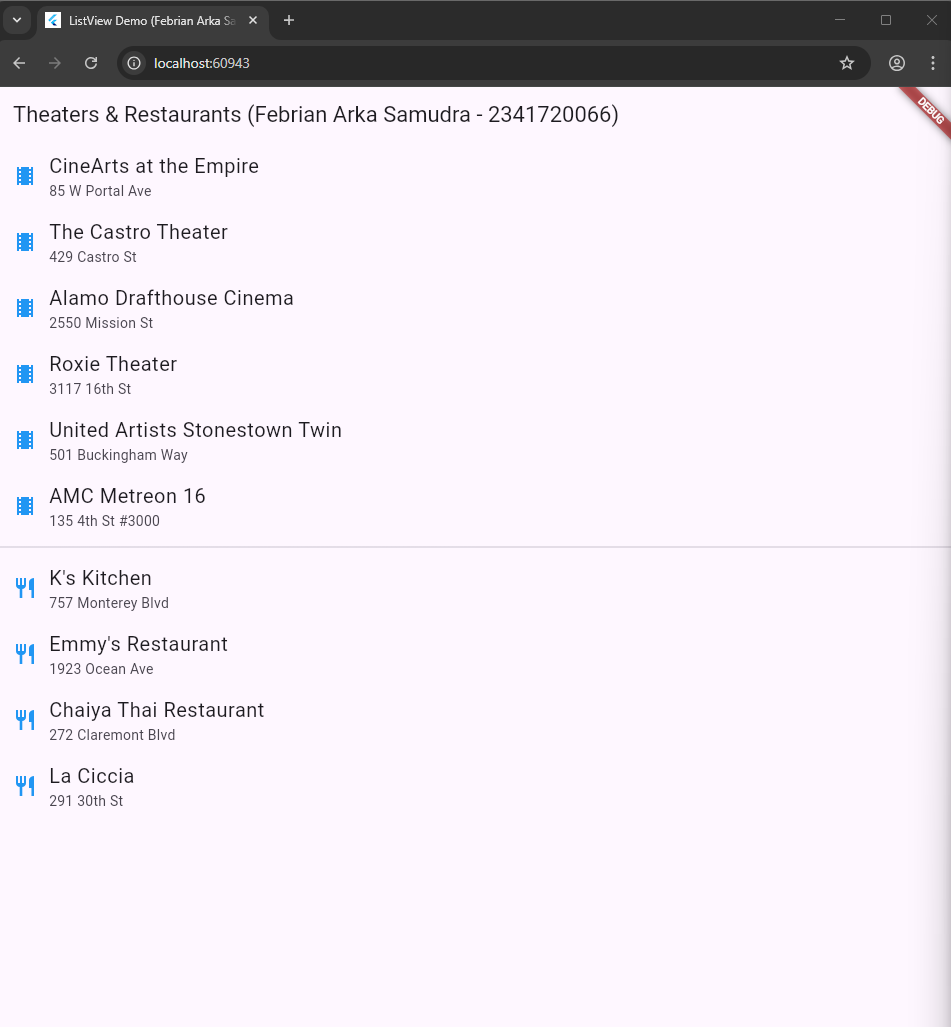 ListView Demo (Febrian Arka Sa
localhost:60943
Theaters & Restaurants (Febrian Arka Samudra - 2341720066)
DEBUG
CineArts at the Empire
85 W Portal Ave
The Castro Theater
429 Castro St
Alamo Drafthouse Cinema
2550 Mission St
Roxie Theater
3117 16th St
United Artists Stonestown Twin
501 Buckingham Way
AMC Metreon 16
135 4th St #3000
K's Kitchen
757 Monterey Blvd
Emmy's Restaurant
1923 Ocean Ave
Chaiya Thai Restaurant
272 Claremont Blvd
La Ciccia
291 30th St